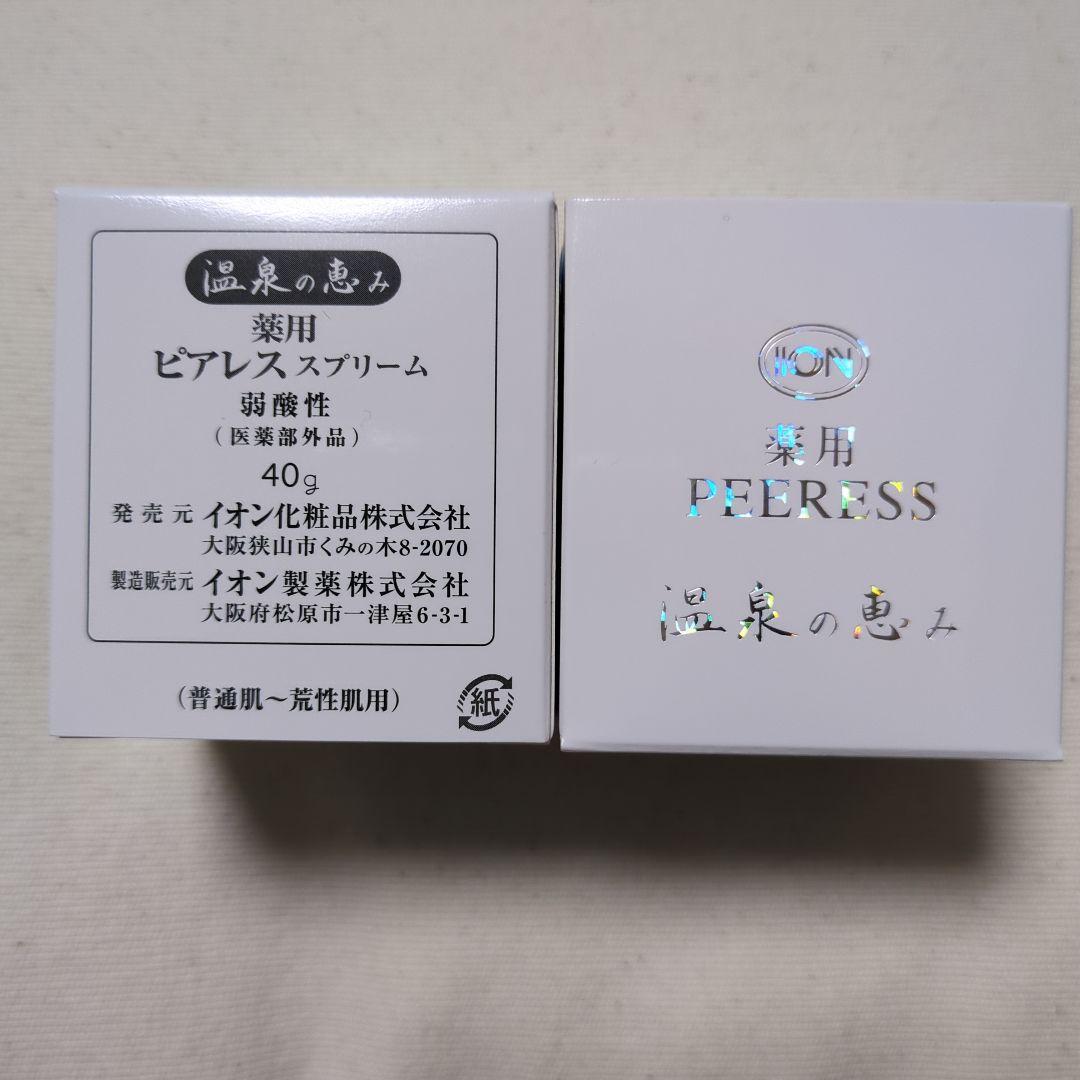 温泉の恵み
薬用
ピアレス スプリーム
弱酸性
(医薬部外品)
40g
発売元 イオン化粧品株式会社
大阪狭山市くみの木8-2070
製造販売元 イオン製薬株式会社
大阪府松原市一津屋6-3-1
(普通肌〜荒性肌用)
紙
ION
薬用
PEERESS
温泉の恵み